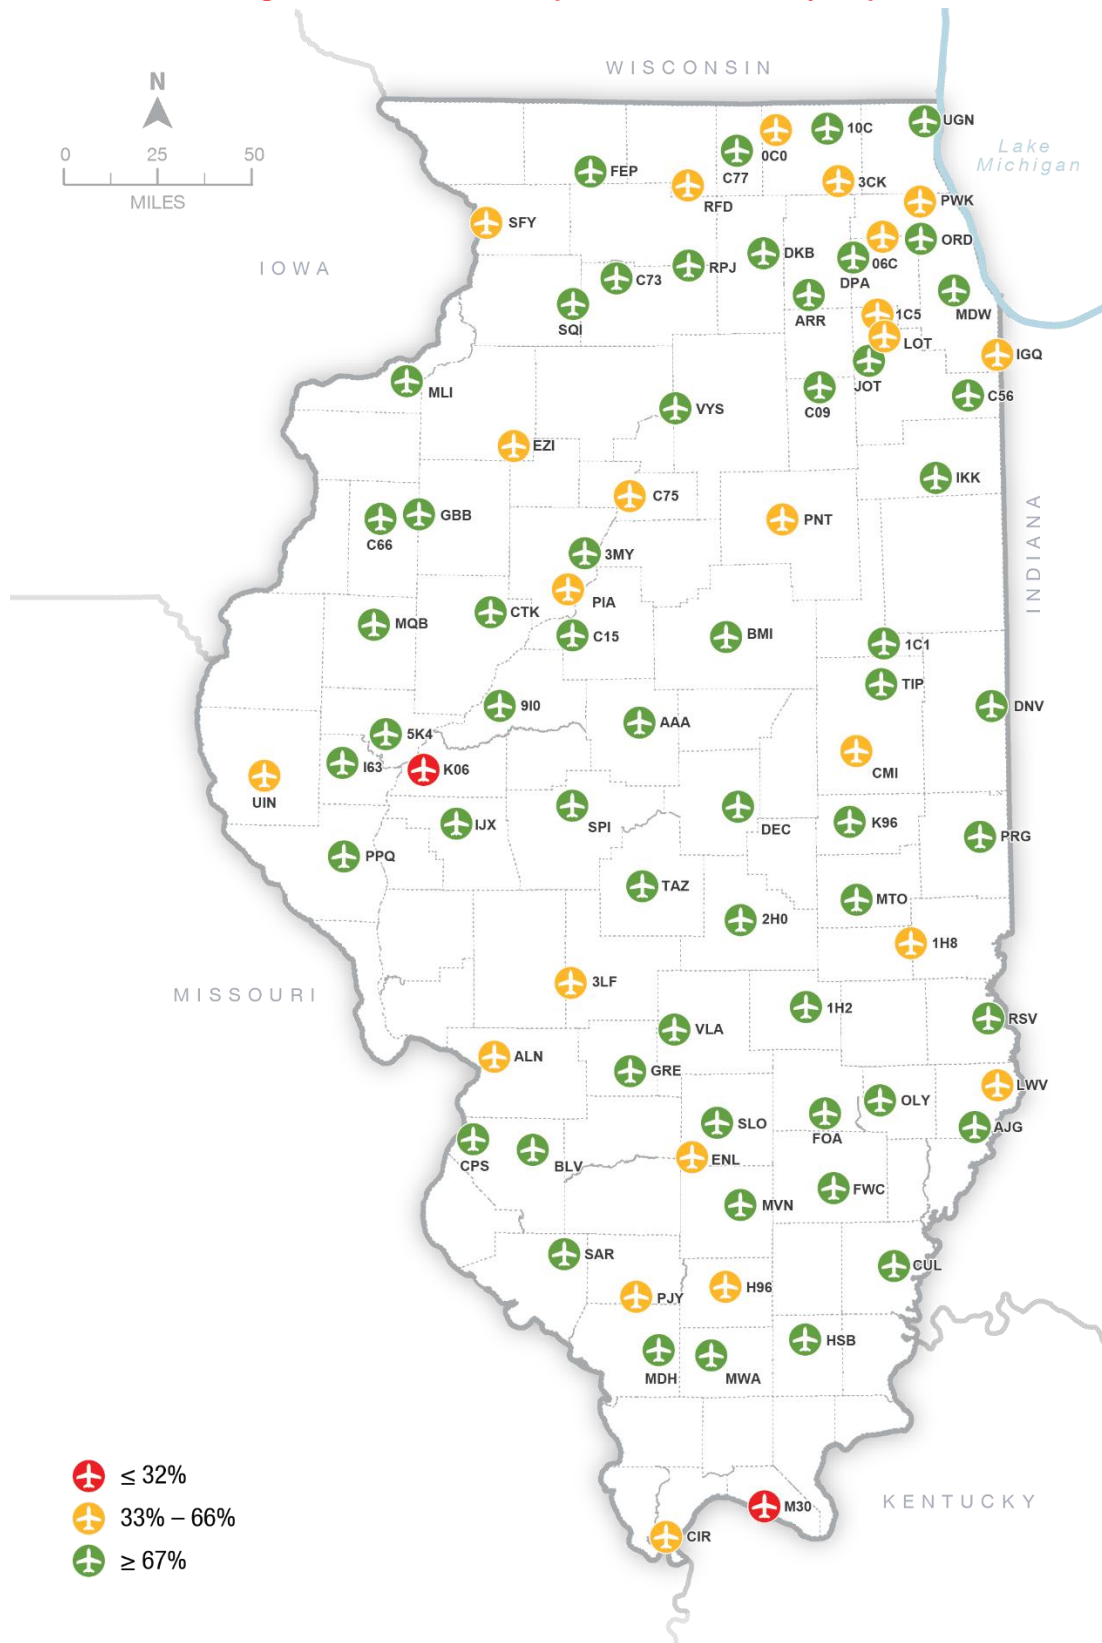 WISCONSIN
N
0 25 50
MILES
Lake
Michigan
IOWA
UGN
10C
0C0
C77
FEP
3CK
RFD
PWK
SFY
ORD
06C
DKB
DPA
RPJ
C73
MDW
ARR
SQI
1C5
LOT
IGQ
JOT
MLI
C09
C56
VYS
EZI
IKK
C75
PNT
GBB
C66
INDIANA
3MY
PIA
CTK
MQB
C15
BMI
1C1
TIP
9I0
DNV
AAA
5K4
CMI
I63
K06
UIN
SPI
DEC
K96
IJX
PRG
PPQ
TAZ
MTO
2H0
1H8
3LF
MISSOURI
1H2
RSV
VLA
ALN
GRE
LWV
OLY
SLO
FOA
AJG
CPS
BLV
ENL
FWC
MVN
SAR
CUL
H96
PJY
HSB
MDH
MWA
≤ 32%
33% – 66%
≥ 67%
M30
KENTUCKY
CIR